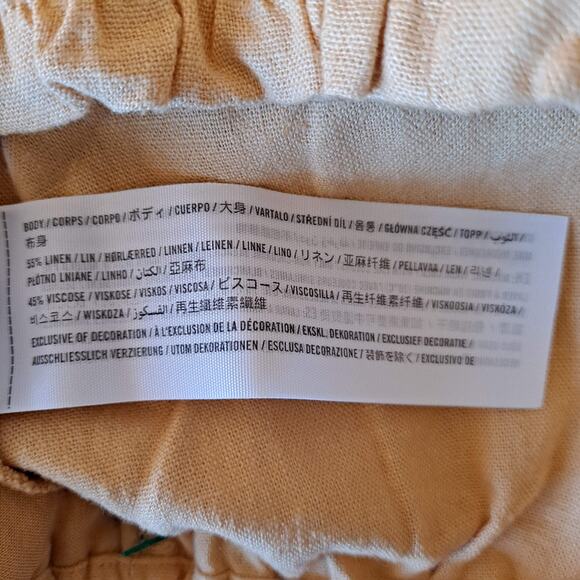 BODY / CORPS / CORPO / ボディ / CUERPO / 大身 / VARTALO / STŘEDNÍ DÍL / 몸통 / GŁÓWNA CZĘŚĆ / TOPP / الثوب /
布身
55% LINEN / LIN / HØRLÆRRED / LINNEN / LEINEN / LINNE / LINO / リネン / 亚麻纤维 / PELLAVAA / LEN / 리넨 /
PŁÓTNO LNIANE / LINHO / الكتان / 亞麻布
45% VISCOSE / VISKOSE / VISKOS / VISCOSA / ビスコース / VISCOSILLA / 再生纤维素纤维 / VISKOOSIA / VISKÓZA /
비스코스 / WISKOZA / الفسكوز / 再生纖維素纖維
EXCLUSIVE OF DECORATION / À L'EXCLUSION DE LA DÉCORATION / EKSKL. DEKORATION / EXCLUSIEF DECORATIE /
AUSSCHLIESSLICH VERZIERUNG / UTOM DEKORATIONEN / ESCLUSA DECORAZIONE / 装飾を除く / EXCLUSIVO DE